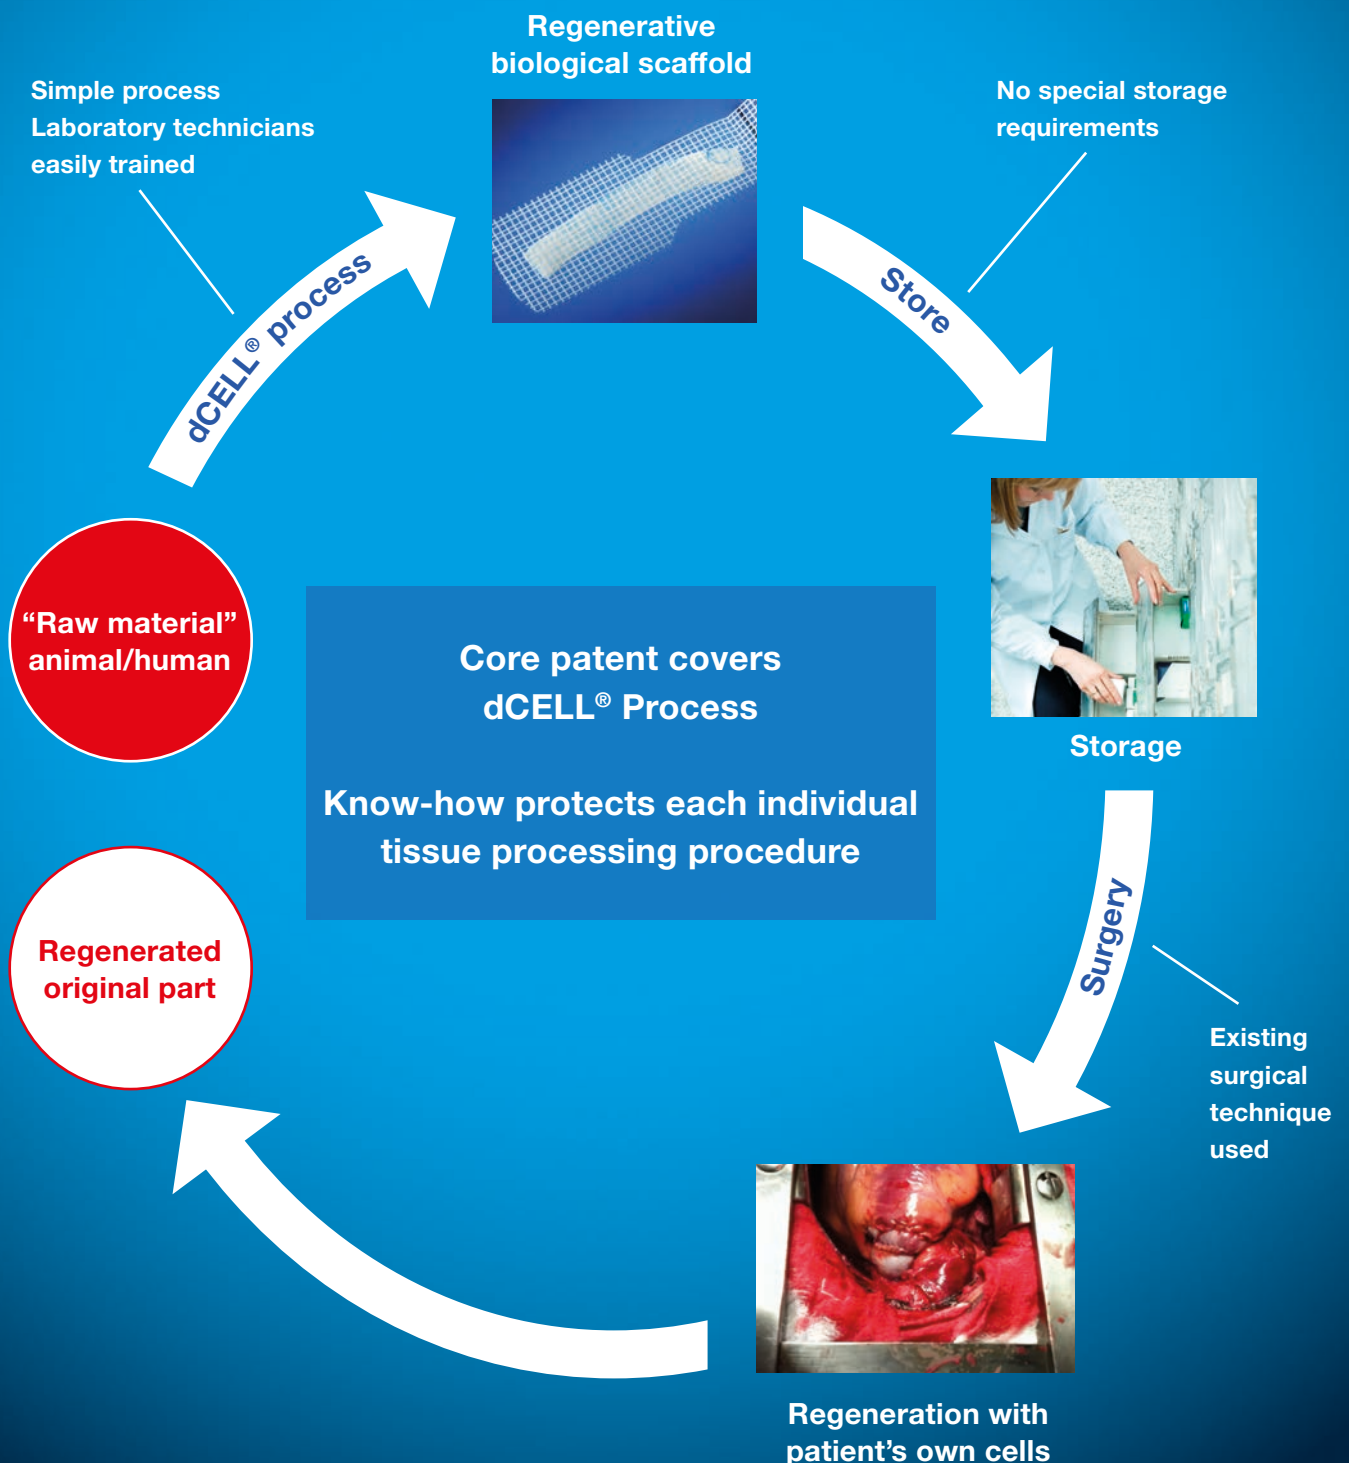 Regenerative
biological scaffold
Simple process
Laboratory technicians
easily trained
No special storage
requirements
dCELL® process
Store
“Raw material”
animal/human
Core patent covers
dCELL® Process
Know-how protects each individual
tissue processing procedure
Storage
Regenerated
original part
Surgery
Existing
surgical
technique
used
Regeneration with
patient’s own cells